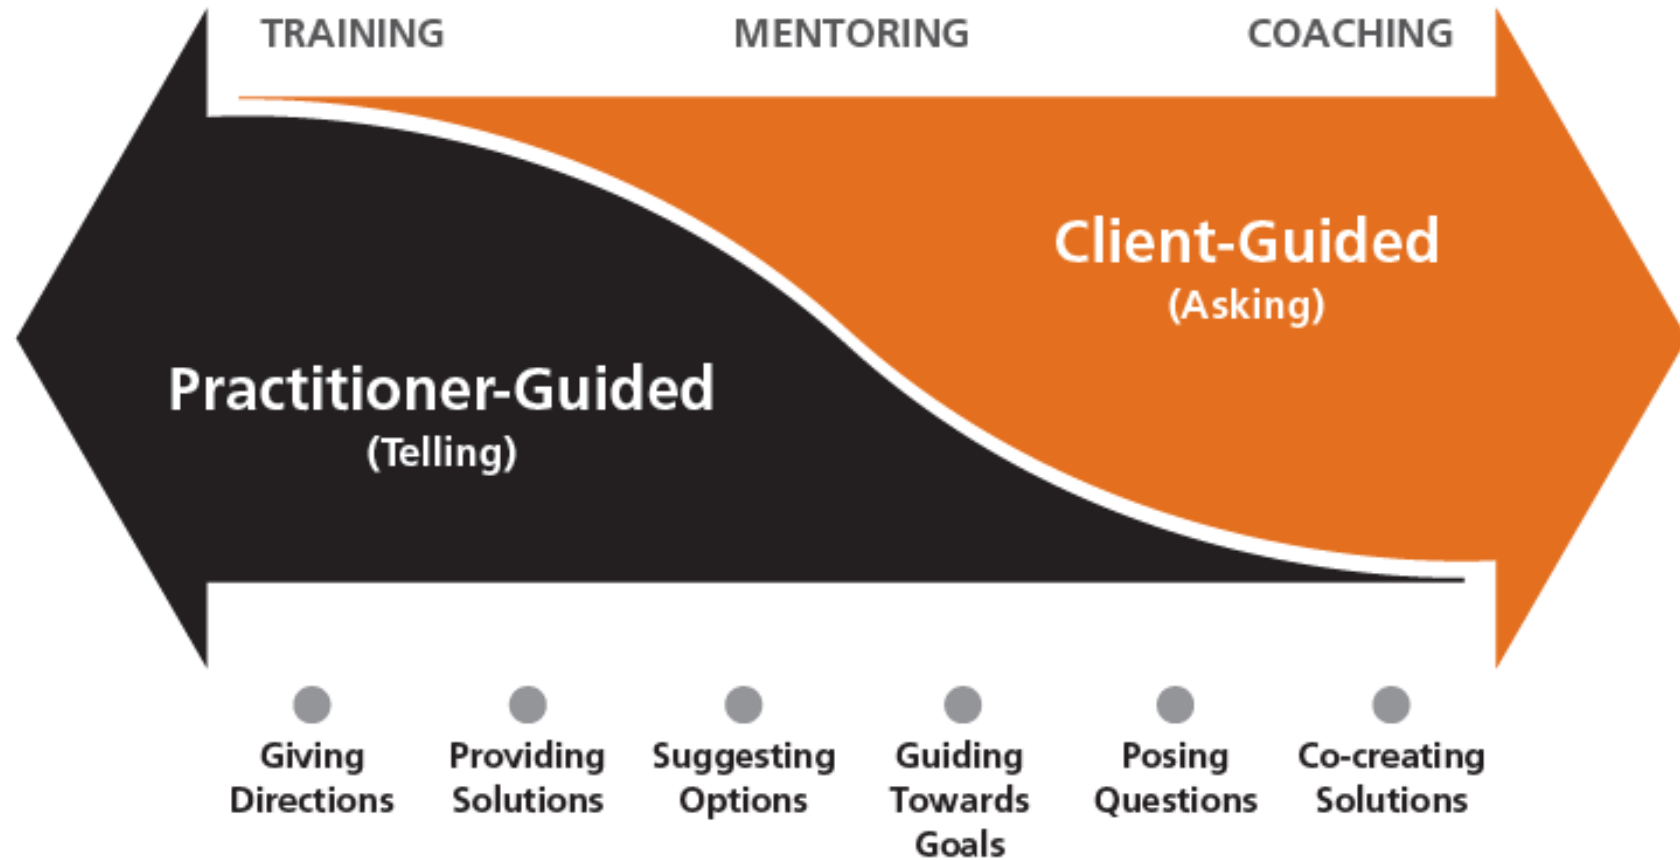 TRAINING MENTORING COACHING
Client-Guided
(Asking)
Practitioner-Guided
(Telling)
Giving
Directions
Providing
Solutions
Suggesting
Options
Guiding
Towards
Goals
Posing
Questions
Co-creating
Solutions